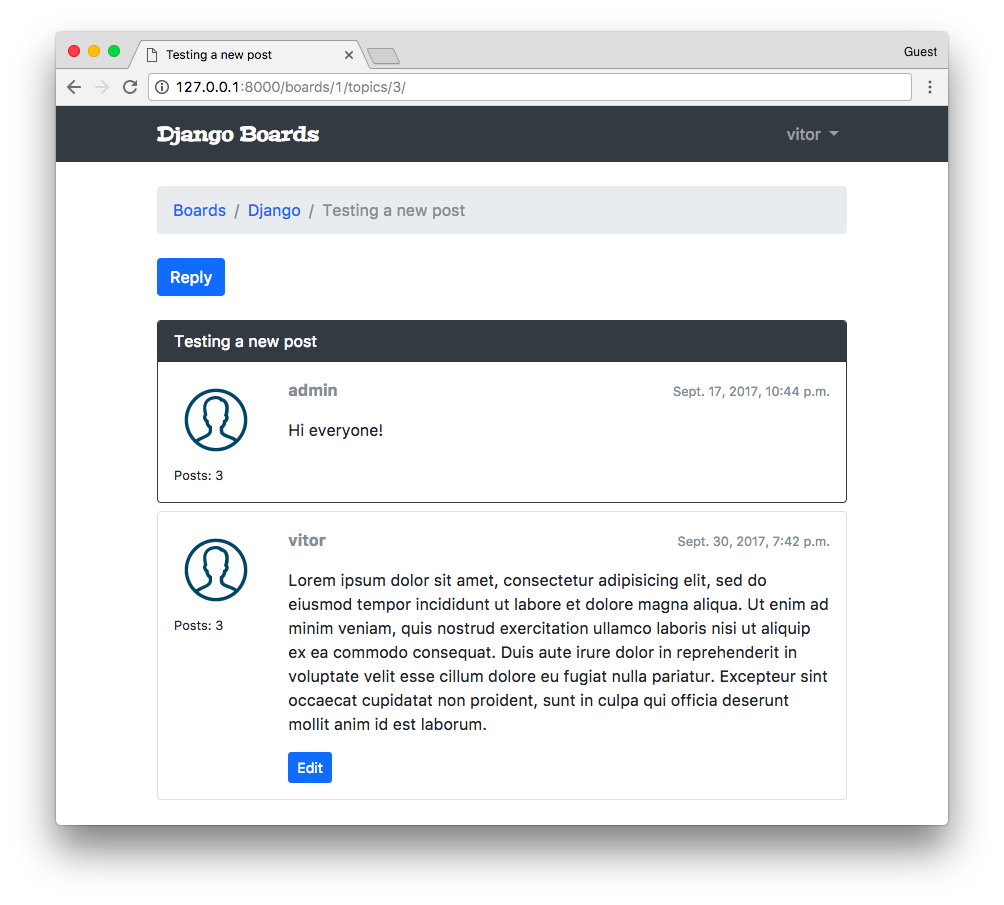 Testing a new post
Guest
127.0.0.1:8000/boards/1/topics/3/
Django Boards
vitor
Boards / Django / Testing a new post
Reply
Testing a new post
admin
Sept. 17, 2017, 10:44 p.m.
Hi everyone!
Posts: 3
vitor
Sept. 30, 2017, 7:42 p.m.
Lorem ipsum dolor sit amet, consectetur adipisicing elit, sed do
eiusmod tempor incididunt ut labore et dolore magna aliqua. Ut enim ad
minim veniam, quis nostrud exercitation ullamco laboris nisi ut aliquip
ex ea commodo consequat. Duis aute irure dolor in reprehenderit in
voluptate velit esse cillum dolore eu fugiat nulla pariatur. Excepteur sint
occaecat cupidatat non proident, sunt in culpa qui officia deserunt
mollit anim id est laborum.
Posts: 3
Edit